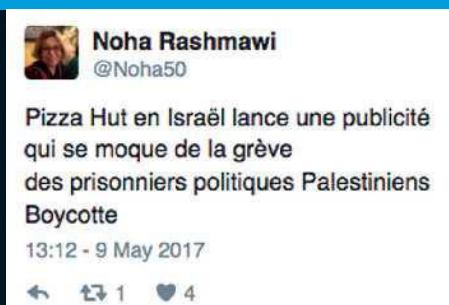 Noha Rashmawi
@Noha50
Pizza Hut en Israël lance une publicité
qui se moque de la grève
des prisonniers politiques Palestiniens
Boycotte
13:12 - 9 May 2017
1 4